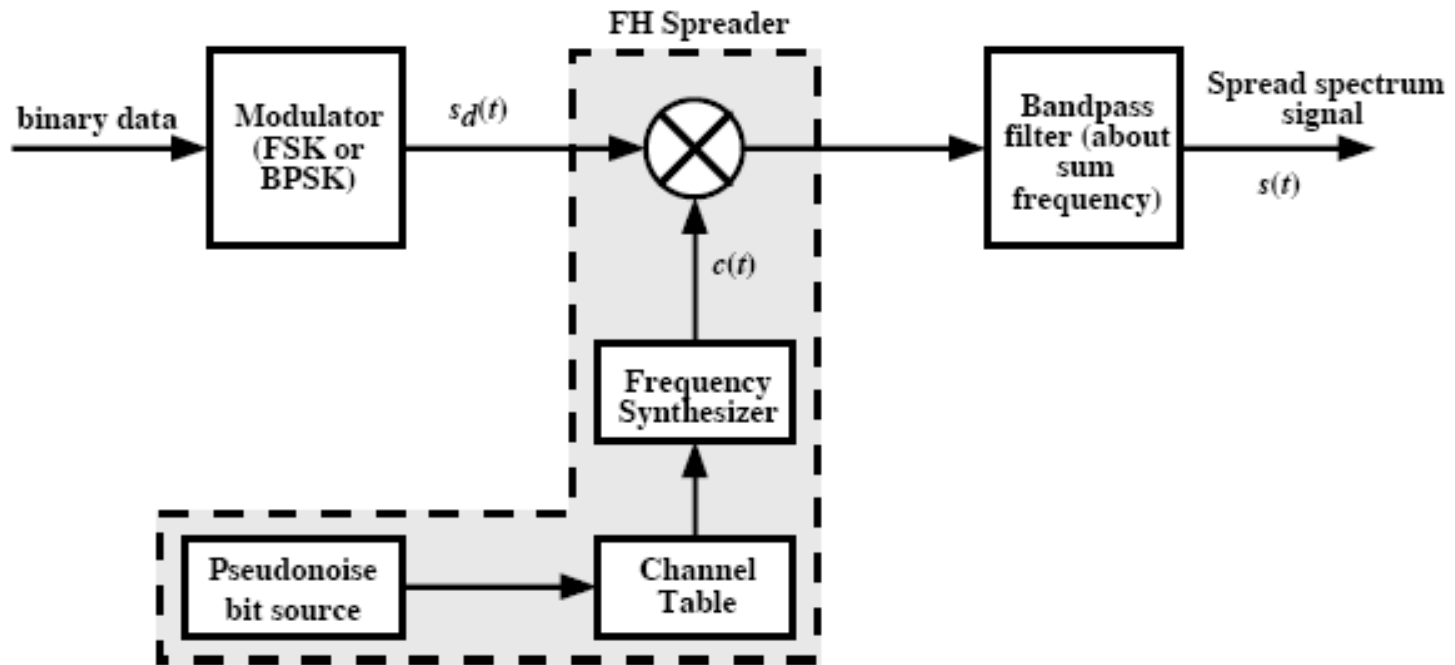 FH Spreader
binary data
Modulator
(FSK or
BPSK)
s_d(t)
Bandpass
filter (about
sum
frequency)
Spread spectrum
signal
s(t)
c(t)
Frequency
Synthesizer
Pseudonoise
bit source
Channel
Table